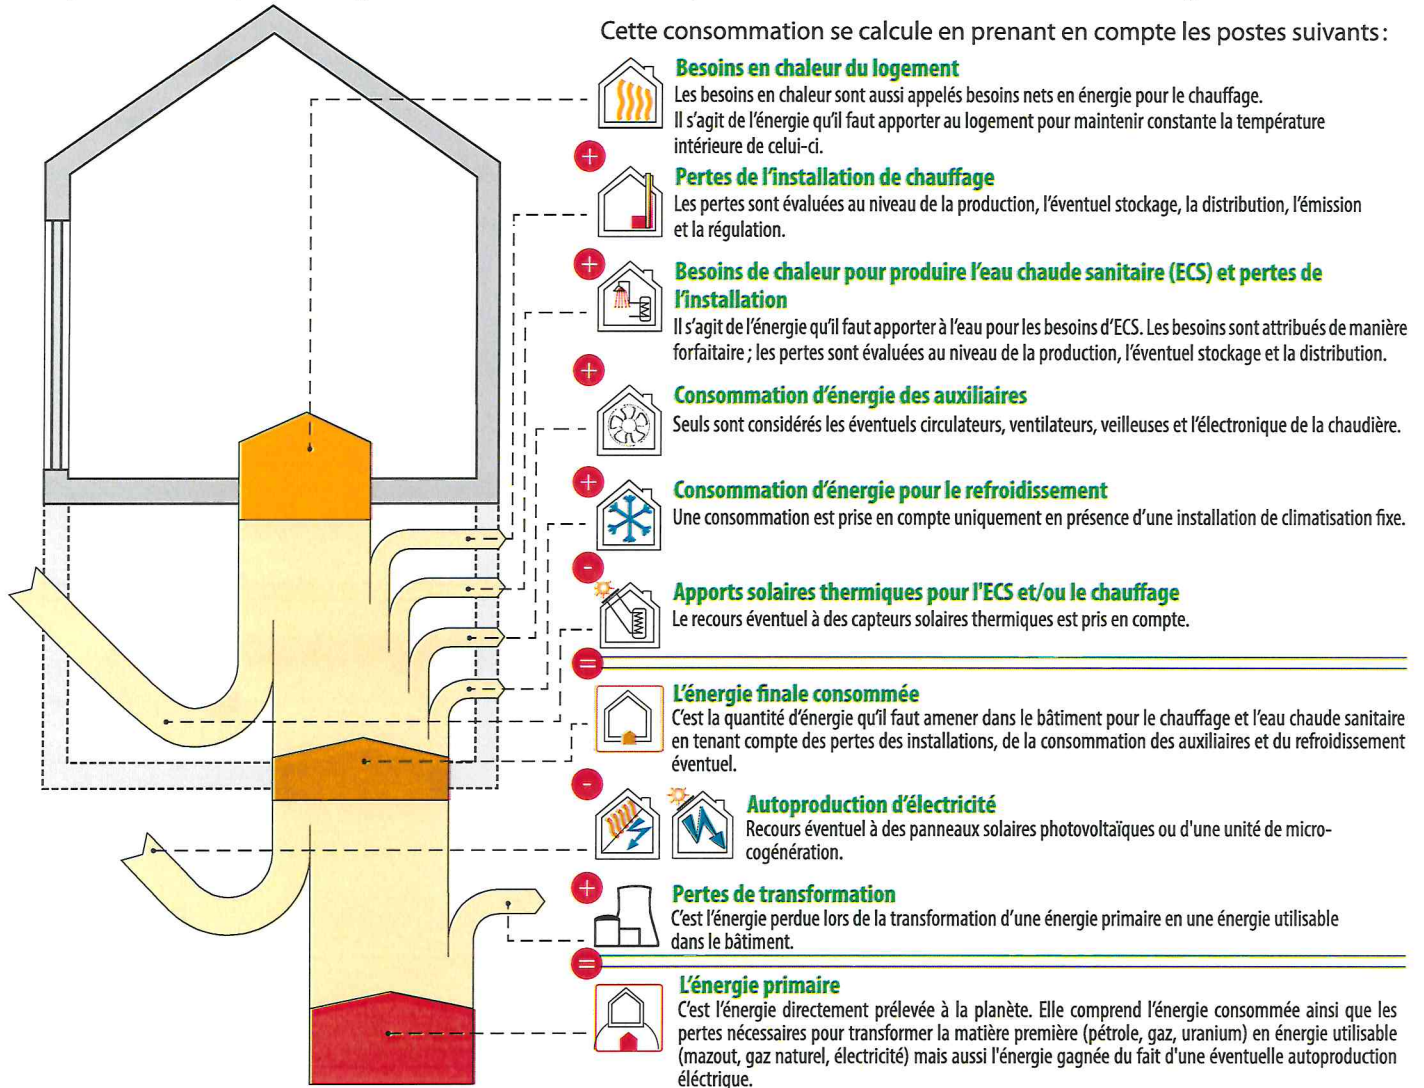 Cette consommation se calcule en prenant en compte les postes suivants :
Besoins en chaleur du logement
Les besoins en chaleur sont aussi appelés besoins nets en énergie pour le chauffage.
Il s'agit de l'énergie qu'il faut apporter au logement pour maintenir constante la température
intérieure de celui-ci.
+
Pertes de l'installation de chauffage
Les pertes sont évaluées au niveau de la production, l'éventuel stockage, la distribution, l'émission
et la régulation.
+
Besoins de chaleur pour produire l'eau chaude sanitaire (ECS) et pertes de
l'installation
Il s'agit de l'énergie qu'il faut apporter à l'eau pour les besoins d'ECS. Les besoins sont attribués de manière
forfaitaire ; les pertes sont évaluées au niveau de la production, l'éventuel stockage et la distribution.
+
Consommation d'énergie des auxiliaires
Seuls sont considérés les éventuels circulateurs, ventilateurs, veilleuses et l'électronique de la chaudière.
+
Consommation d'énergie pour le refroidissement
Une consommation est prise en compte uniquement en présence d'une installation de climatisation fixe.
-
Apports solaires thermiques pour l'ECS et/ou le chauffage
Le recours éventuel à des capteurs solaires thermiques est pris en compte.
=
L'énergie finale consommée
C'est la quantité d'énergie qu'il faut amener dans le bâtiment pour le chauffage et l'eau chaude sanitaire
en tenant compte des pertes des installations, de la consommation des auxiliaires et du refroidissement
éventuel.
-
Autoproduction d'électricité
Recours éventuel à des panneaux solaires photovoltaïques ou d'une unité de micro-
cogénération.
+
Pertes de transformation
C'est l'énergie perdue lors de la transformation d'une énergie primaire en une énergie utilisable
dans le bâtiment.
=
L'énergie primaire
C'est l'énergie directement prélevée à la planète. Elle comprend l'énergie consommée ainsi que les
pertes nécessaires pour transformer la matière première (pétrole, gaz, uranium) en énergie utilisable
(mazout, gaz naturel, électricité) mais aussi l'énergie gagnée du fait d'une éventuelle autoproduction
électrique.